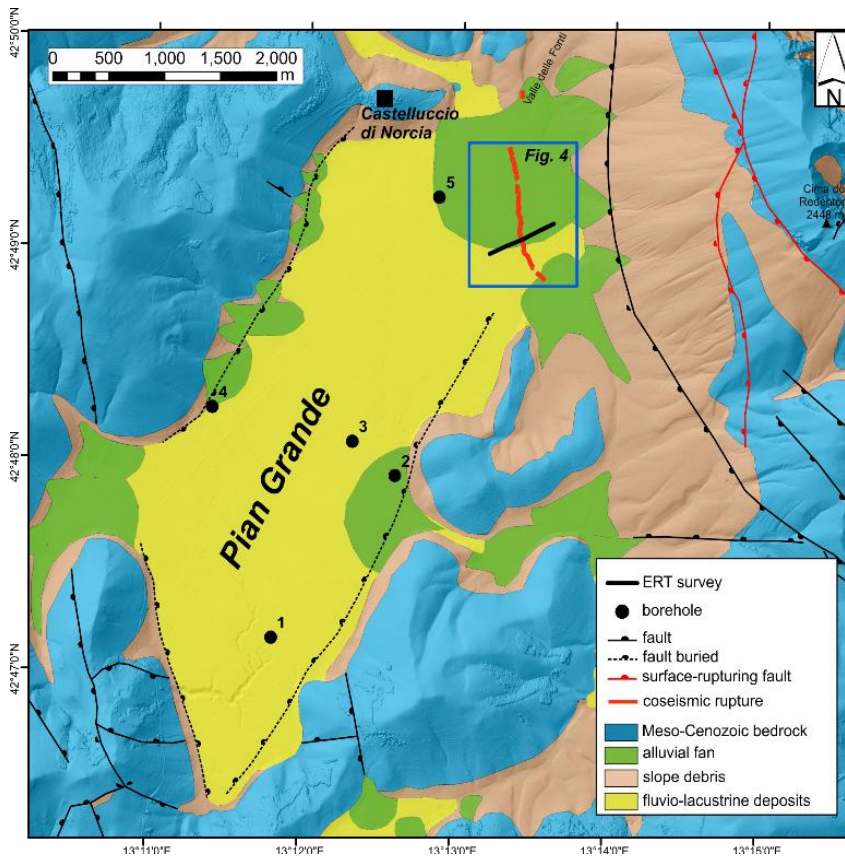 42°50'0"N
0 500 1,000 1,500 2,000
m
Castelluccio
di Norcia
Valle delle Fonti
N
Fig. 4
5
Cima del
Redentore
2448 m
42°49'0"N
4
3
2
42°48'0"N
Pian Grande
1
42°47'0"N
ERT survey
borehole
fault
fault buried
surface-rupturing fault
coseismic rupture
Meso-Cenozoic bedrock
alluvial fan
slope debris
fluvio-lacustrine deposits
13°11'0"E 13°12'0"E 13°13'0"E 13°14'0"E 13°15'0"E